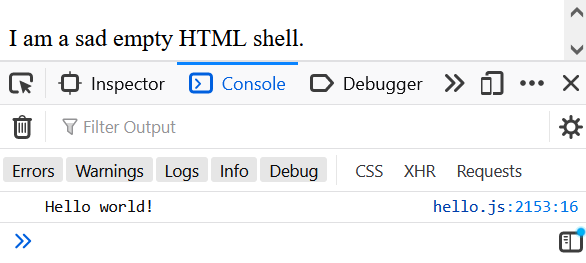 I am a sad empty HTML shell.
Inspector Console Debugger
Filter Output
Errors Warnings Logs Info Debug CSS XHR Requests
Hello world! hello.js:2153:16